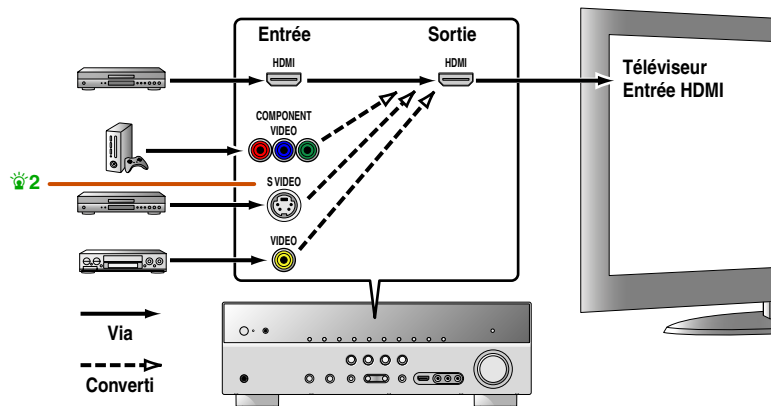 Entrée
Sortie
HDMI
HDMI
Téléviseur
Entrée HDMI
COMPONENT
VIDEO
2
S VIDEO
VIDEO
Via
Converti